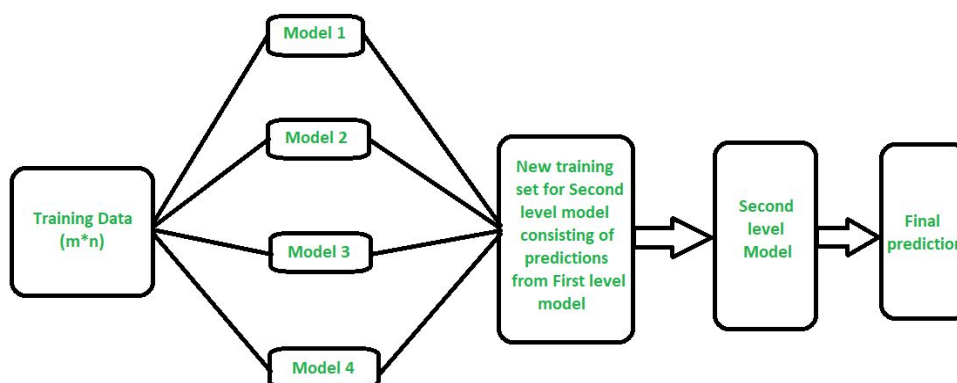 Model 1
Model 2
Training Data
(m*n)
Model 3
Model 4
New training
set for Second
level model
consisting of
predictions
from First level
model
Second
level
Model
Final
prediction